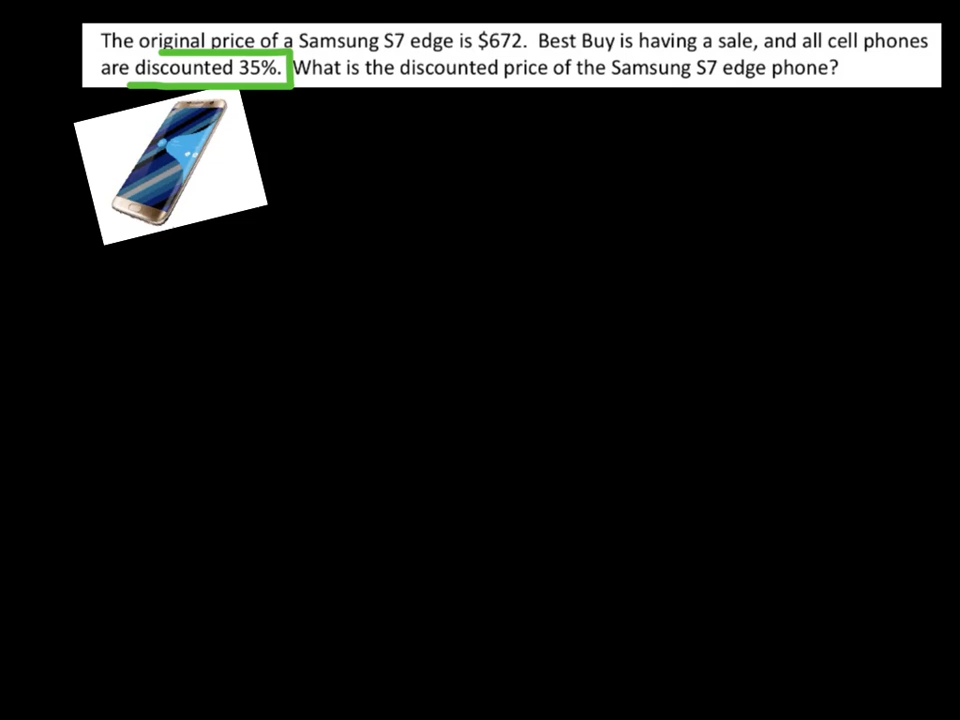 The original price of a Samsung S7 edge is $672. Best Buy is having a sale, and all cell phones
are discounted 35%. What is the discounted price of the Samsung S7 edge phone?